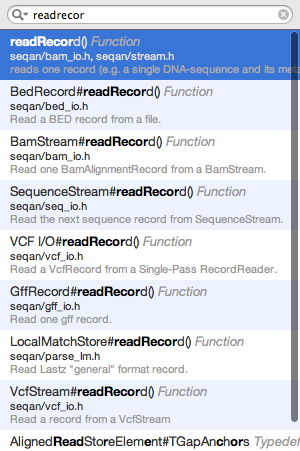 readrecor
readRecord() Function
seqan/bam_io.h, seqan/stream.h
reads one record (e.g. a single DNA-sequence and its meta
BedRecord#readRecord() Function
seqan/bed_io.h
Read a BED record from a file.
BamStream#readRecord() Function
seqan/bam_io.h
Read one BamAlignmentRecord from a BamStream.
SequenceStream#readRecord() Function
seqan/seq_io.h
Read the next sequence record from SequenceStream.
VCF I/O#readRecord() Function
seqan/vcf_io.h
Read a VcfRecord from a Single-Pass RecordReader.
GffRecord#readRecord() Function
seqan/gff_io.h
Read one gff record.
LocalMatchStore#readRecord() Function
seqan/parse_lm.h
Read Lastz "general" format record.
VcfStream#readRecord() Function
seqan/vcf_io.h
Read a record from a VcfStream
AlignedReadStoreElement#TGapAnchors Typedef